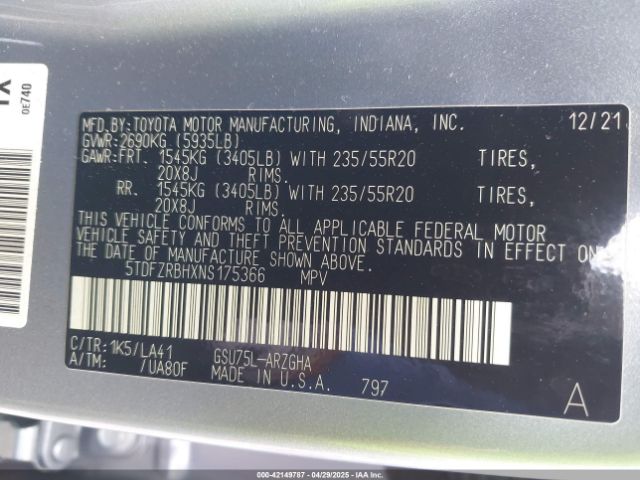 MFD.BY:TOYOTA MOTOR MANUFACTURING, INDIANA, INC. 12/21
GVWR:2690KG (5935LB)
GAWR:FRT. 1545KG (3405LB) WITH 235/55R20 TIRES,
20X8J RIMS.
RR. 1545KG (3405LB) WITH 235/55R20 TIRES,
20X8J RIMS.
THIS VEHICLE CONFORMS TO ALL APPLICABLE FEDERAL MOTOR
VEHICLE SAFETY AND THEFT PREVENTION STANDARDS IN EFFECT ON
THE DATE OF MANUFACTURE SHOWN ABOVE.
5TDFZRBHXNS175366 MPV
C/TR:1K5/LA41 GSU75L-ARZGHA
A/TM: /UA80F MADE IN U.S.A. 797
A
0E740
000-42149787 - 04/29/2025 - IAA Inc.